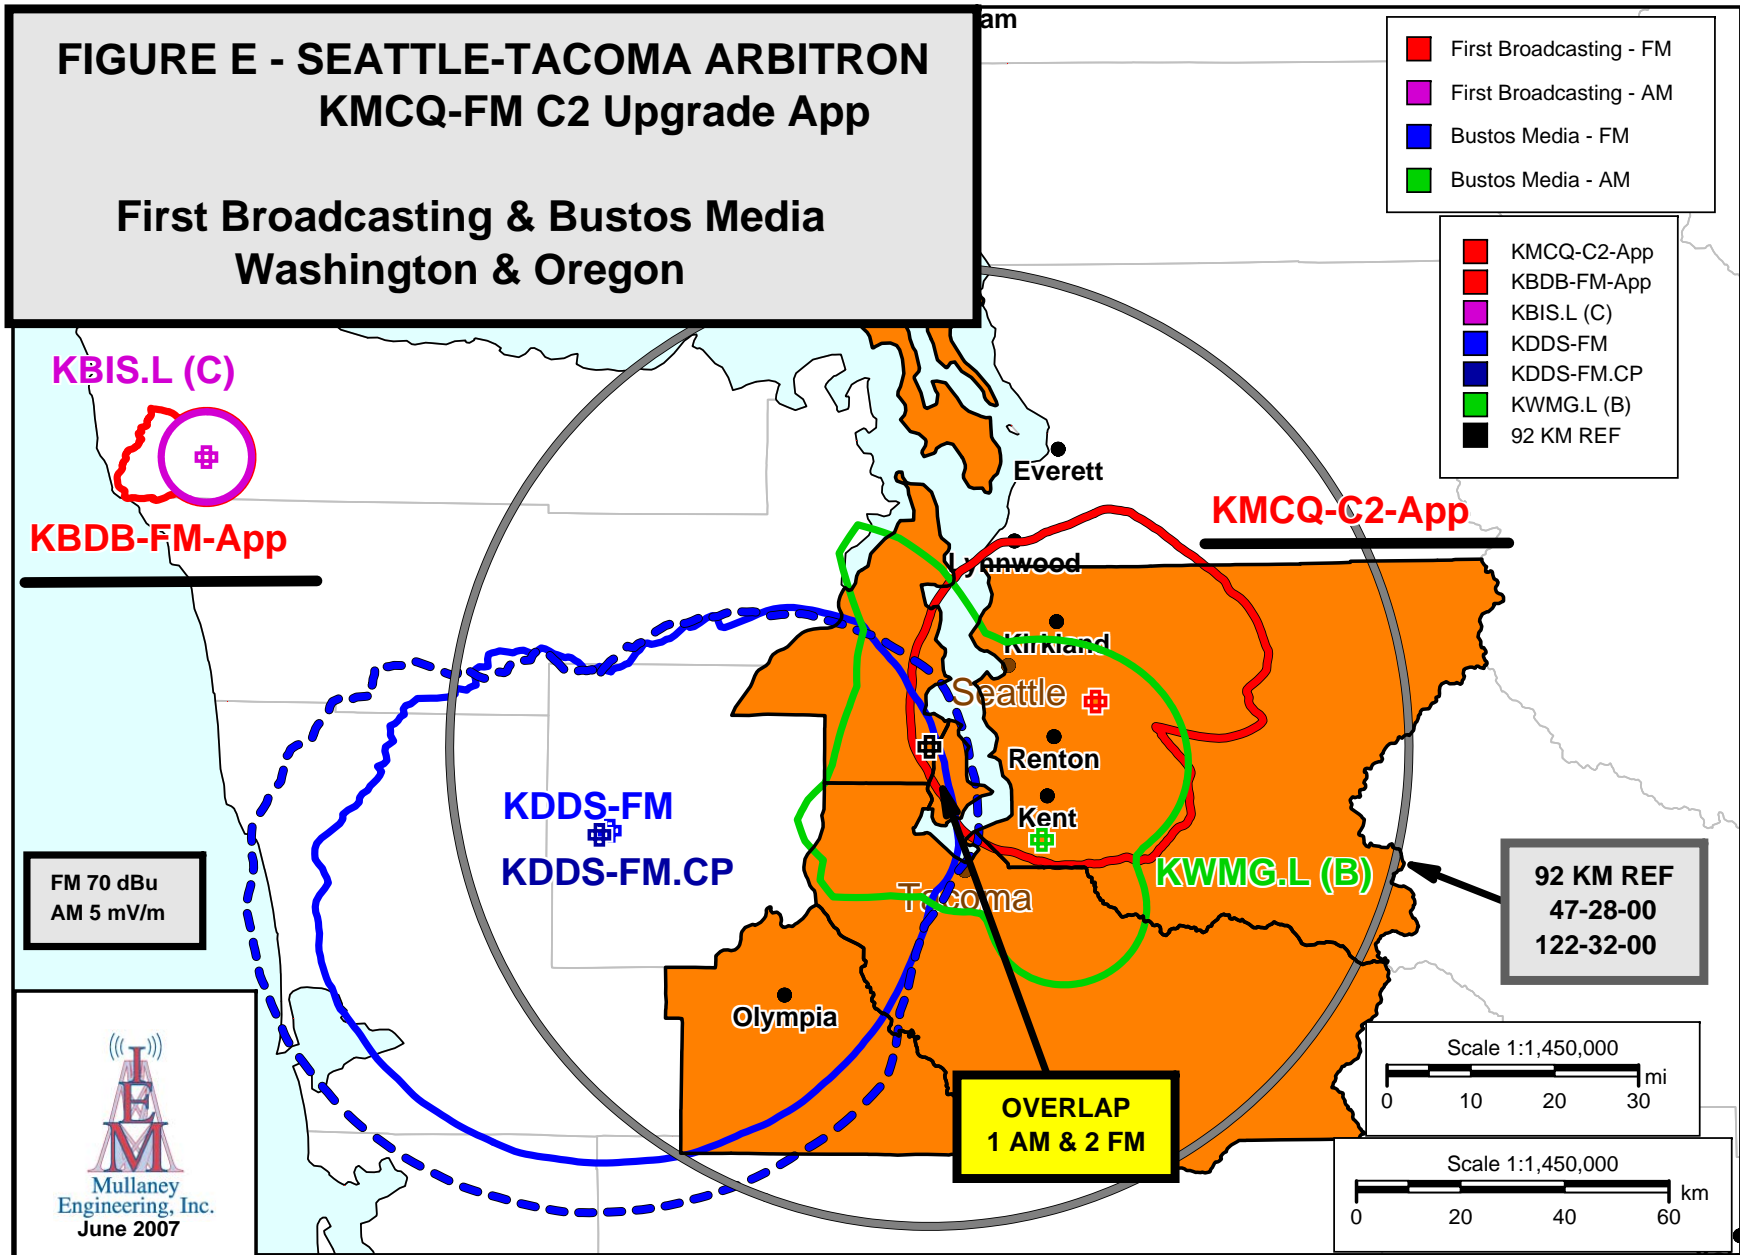 am
FIGURE E - SEATTLE-TACOMA ARBITRON
KMCQ-FM C2 Upgrade App
First Broadcasting & Bustos Media
Washington & Oregon
First Broadcasting - FM
First Broadcasting - AM
Bustos Media - FM
Bustos Media - AM
KMCQ-C2-App
KBDB-FM-App
KBIS.L (C)
KDDS-FM
KDDS-FM.CP
KWMG.L (B)
92 KM REF
KBIS.L (C)
KBDB-FM-App
Everett
KMCQ-C2-App
Lynnwood
Kirkland
Seattle
Renton
KDDS-FM
Kent
KDDS-FM.CP
KWMG.L (B)
Tacoma
FM 70 dBu
AM 5 mV/m
92 KM REF
47-28-00
122-32-00
Olympia
OVERLAP
1 AM & 2 FM
Scale 1:1,450,000
mi
0 10 20 30
Scale 1:1,450,000
km
0 20 40 60
IEM
Mullaney
Engineering, Inc.
June 2007